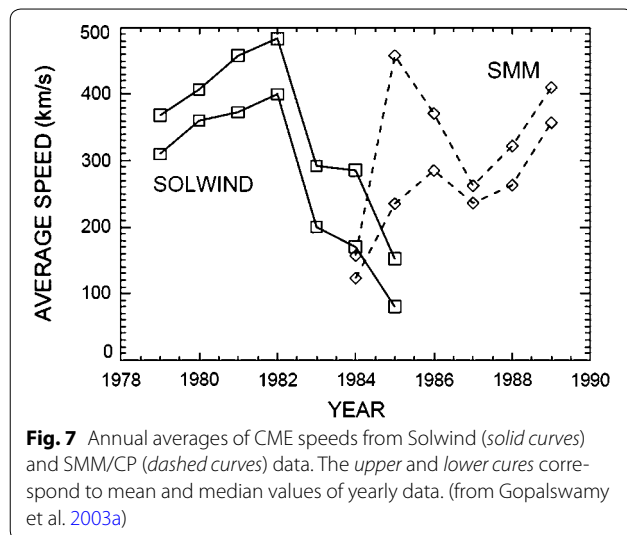 500
400
300
200
100
0
AVERAGE SPEED (km/s)
SMM
SOLWIND
1978 1980 1982 1984 1986 1988 1990
YEAR
Fig. 7 Annual averages of CME speeds from Solwind (solid curves)
and SMM/CP (dashed curves) data. The upper and lower cures corre-
spond to mean and median values of yearly data. (from Gopalswamy
et al. 2003a)